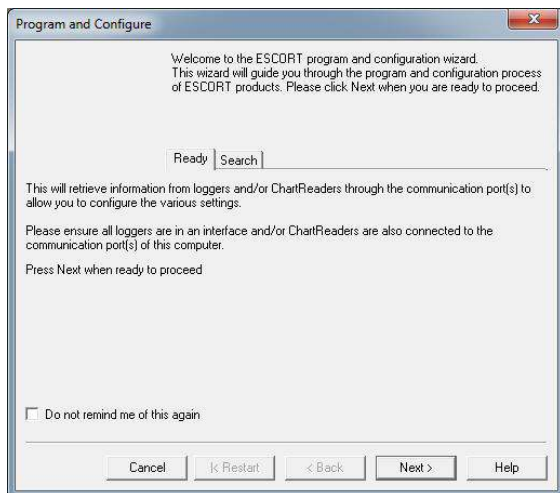 Program and Configure
Welcome to the ESCORT program and configuration wizard.
This wizard will guide you through the program and configuration process
of ESCORT products. Please click Next when you are ready to proceed.
Ready
Search
This will retrieve information from loggers and/or ChartReaders through the communication port(s) to
allow you to configure the various settings.
Please ensure all loggers are in an interface and/or ChartReaders are also connected to the
communication port(s) of this computer.
Press Next when ready to proceed
Do not remind me of this again
Cancel
|< Restart
< Back
Next >
Help